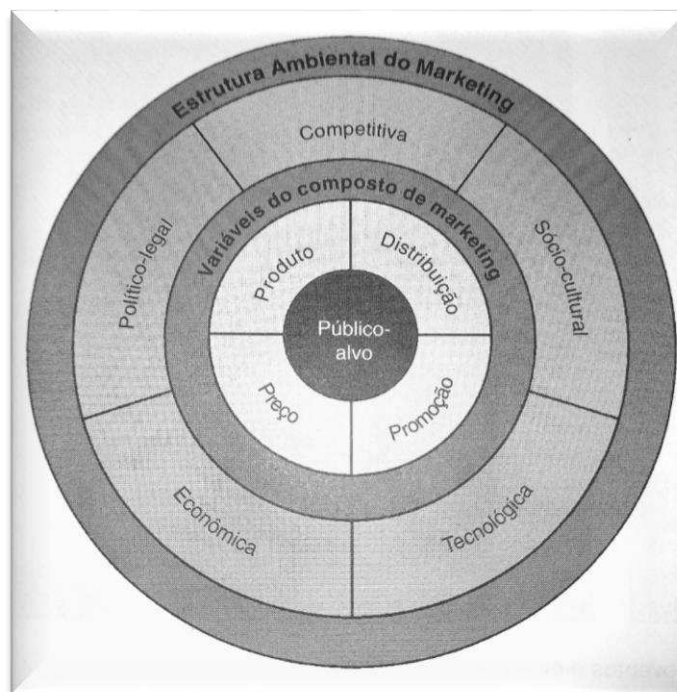 Estrutura Ambiental do Marketing
Competitiva
Político-legal
Sócio-cultural
Variáveis do composto de marketing
Produto
Distribuição
Público-
alvo
Preço
Promoção
Econômica
Tecnológica